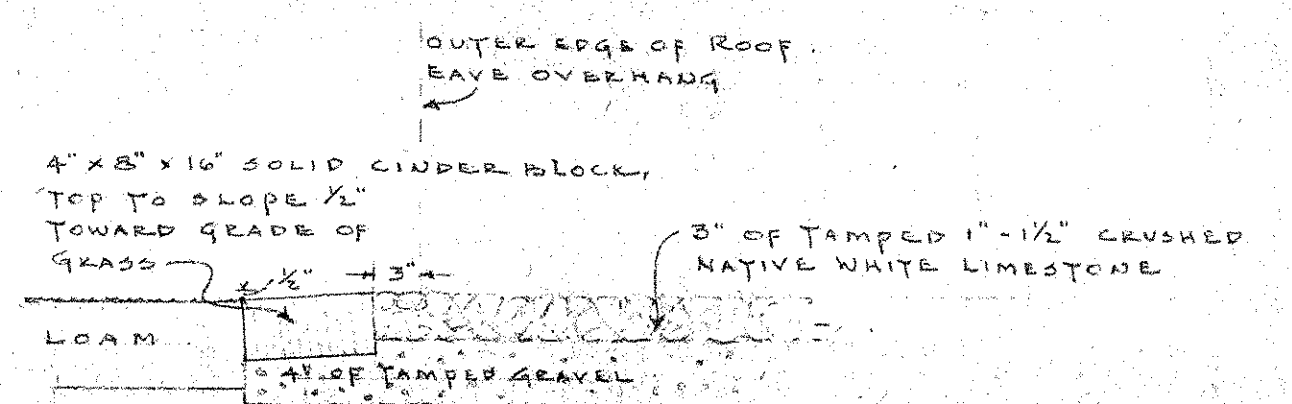 OUTER EDGE OF ROOF
EAVE OVERHANG
4" x 8" x 16" SOLID CINDER BLOCK,
TOP TO SLOPE 1/2"
TOWARD GRADE OF
GRASS
1/2"
3"
3" OF TAMPED 1" - 1 1/2" CRUSHED
NATIVE WHITE LIMESTONE
LOAM
4" OF TAMPED GRAVEL